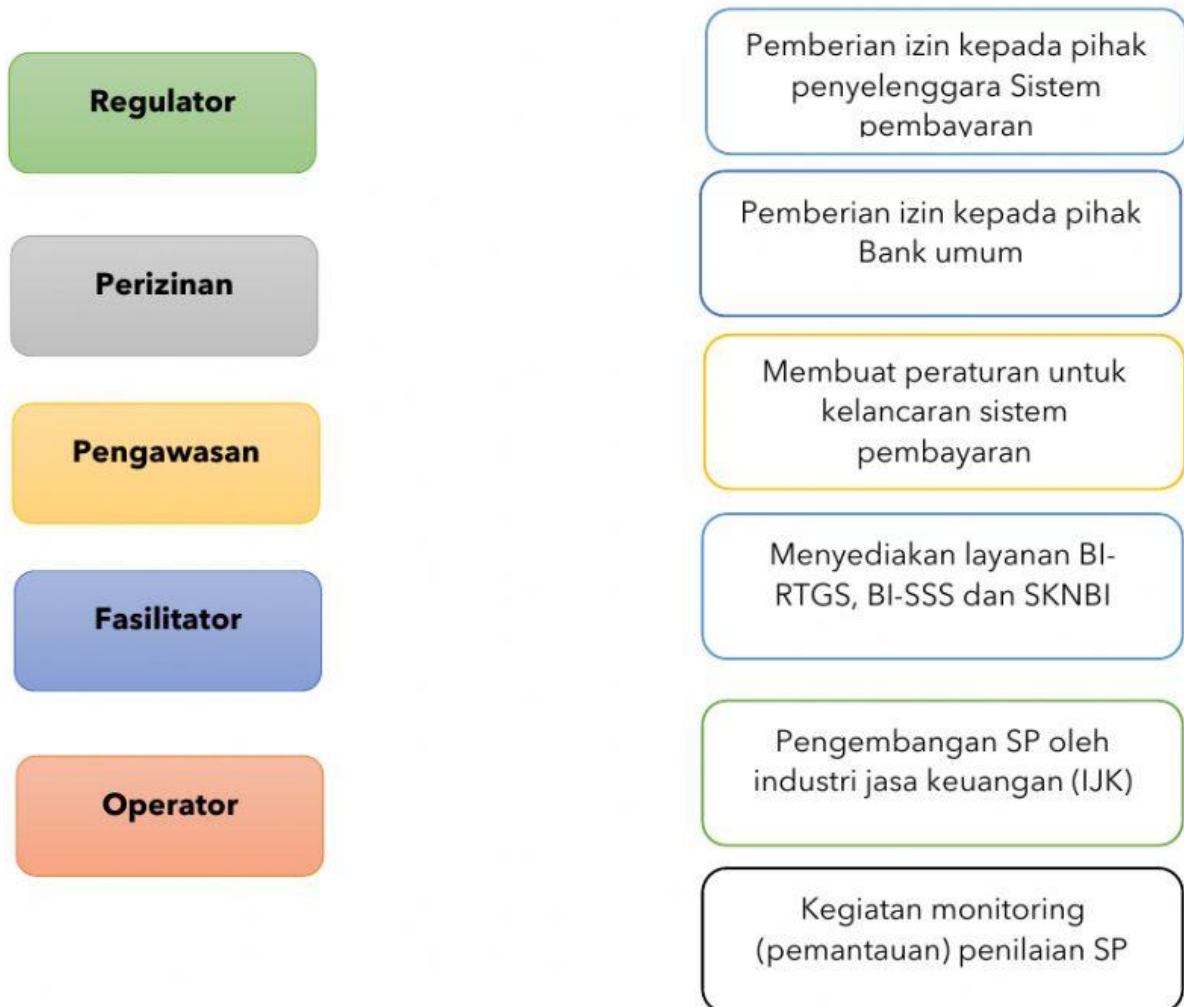 Regulator
Perizinan
Pengawasan
Fasilitator
Operator
Pemberian izin kepada pihak
penyelenggara Sistem
pembayaran
Pemberian izin kepada pihak
Bank umum
Membuat peraturan untuk
kelancaran sistem
pembayaran
Menyediakan layanan BI-
RTGS, BI-SSS dan SKNBI
Pengembangan SP oleh
industri jasa keuangan (IJK)
Kegiatan monitoring
(pemantauan) penilaian SP